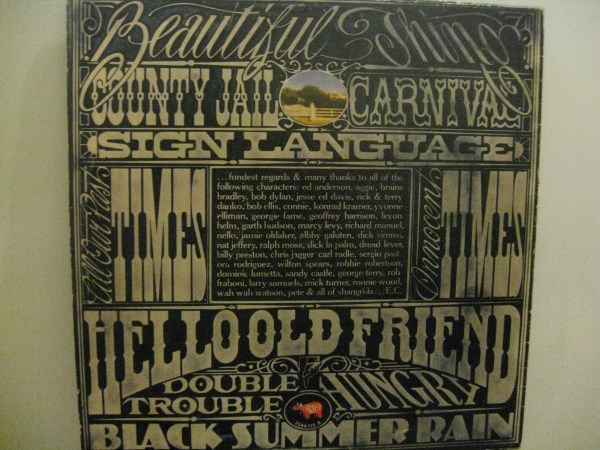 Beautiful Thing
COUNTY JAIL CARNIVAL
SIGN LANGUAGE
All our Past TIMES
Innocent TIMES
...fondest regards & many thanks to all of the
following characters: ed anderson, aggie, brains
bradley, bob dylan, jesse ed davis, rick & terry
danko, bob ellis, connie, konrad kramer, yvonne
elliman, georgie fame, geoffrey harrison, levon
helm, garth hudson, marcy levy, richard manuel,
nello, jamie oldaker, albhy galuten, dick simms,
nat jeffery, ralph moss, dick la palm, dread lever,
billy preston, chris jagger carl radle, sergio past
ora rodriguez, wilton spears, robbie robertson,
dominic lumetta, sandy castle, george terry, rob
fraboni, larry samuels, mick turner, ronnie wood,
wah wah watson, pete & all of shangri-la....E.C.
HELLO OLD FRIEND
DOUBLE TROUBLE
HUNGRY
BLACK SUMMER RAIN